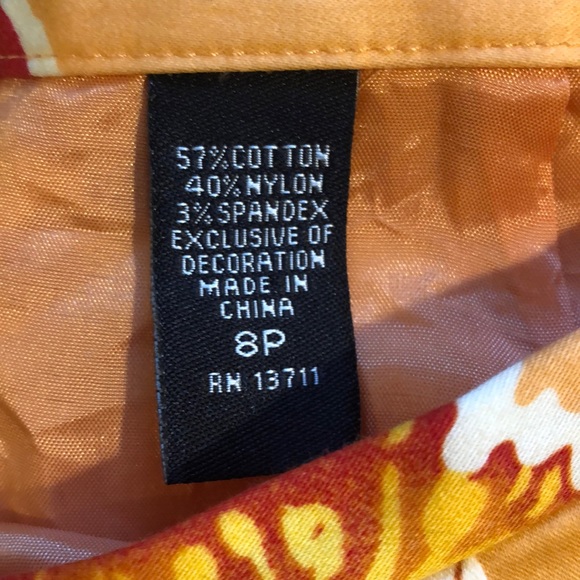 57% COTTON
40% NYLON
3% SPANDEX
EXCLUSIVE OF
DECORATION
MADE IN
CHINA
8P
RN 13711